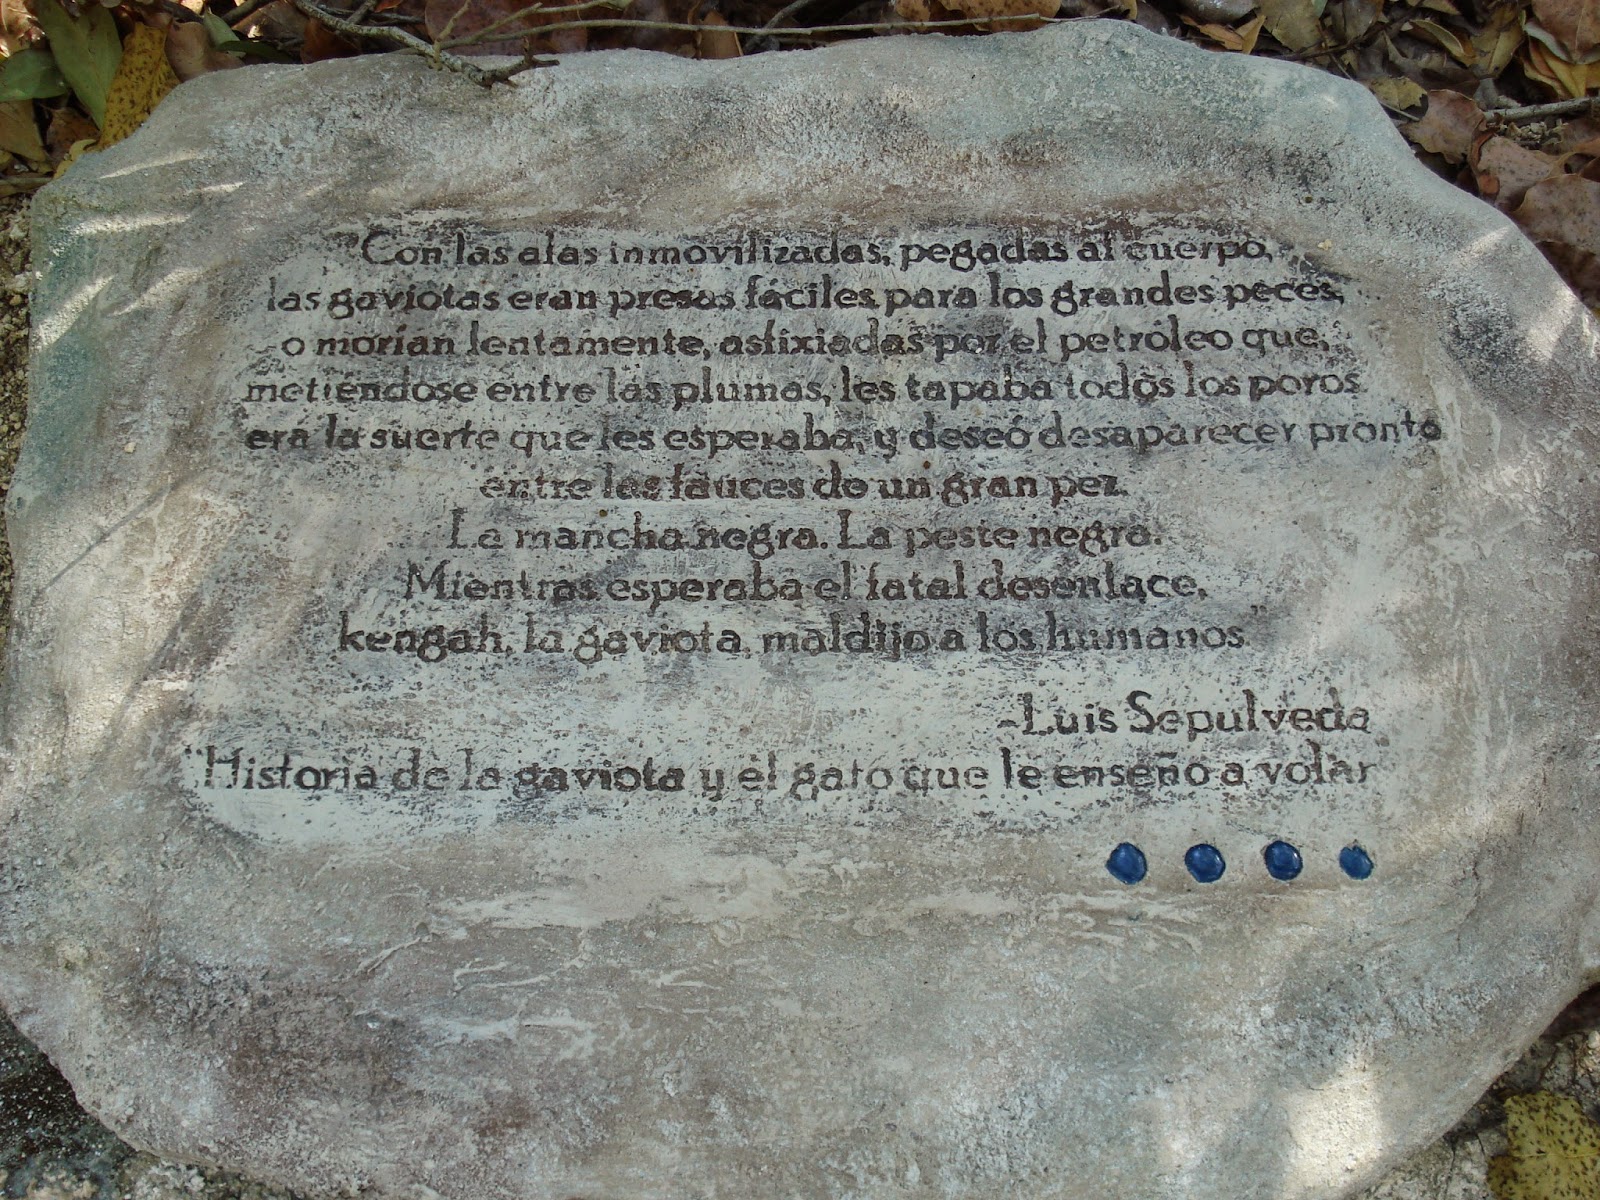 "Con las alas inmovilizadas, pegadas al cuerpo,
las gaviotas eran presas fáciles para los grandes peces,
o morían lentamente, asfixiadas por el petróleo que,
metiéndose entre las plumas, les tapaba todos los poros
era la suerte que les esperaba, y deseó desaparecer pronto
entre las fauces de un gran pez.
La mancha negra. La peste negra.
Mientras esperaba el fatal desenlace,
kengah, la gaviota, maldijo a los humanos."
-Luis Sepulveda
"Historia de la gaviota y el gato que le enseño a volar